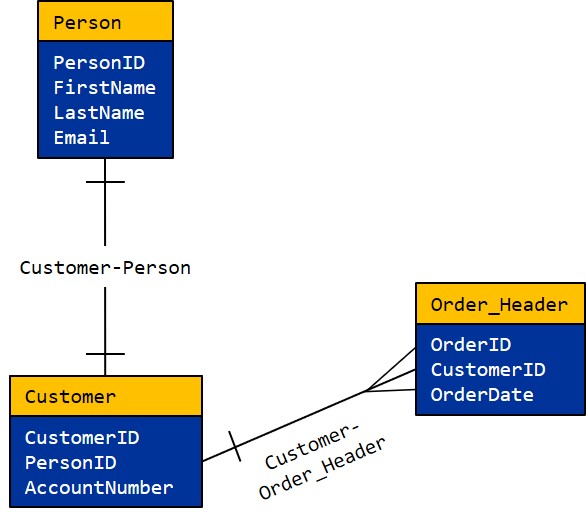 Person
PersonID
FirstName
LastName
Email
Customer-Person
Customer
CustomerID
PersonID
AccountNumber
Customer-
Order_Header
Order_Header
OrderID
CustomerID
OrderDate